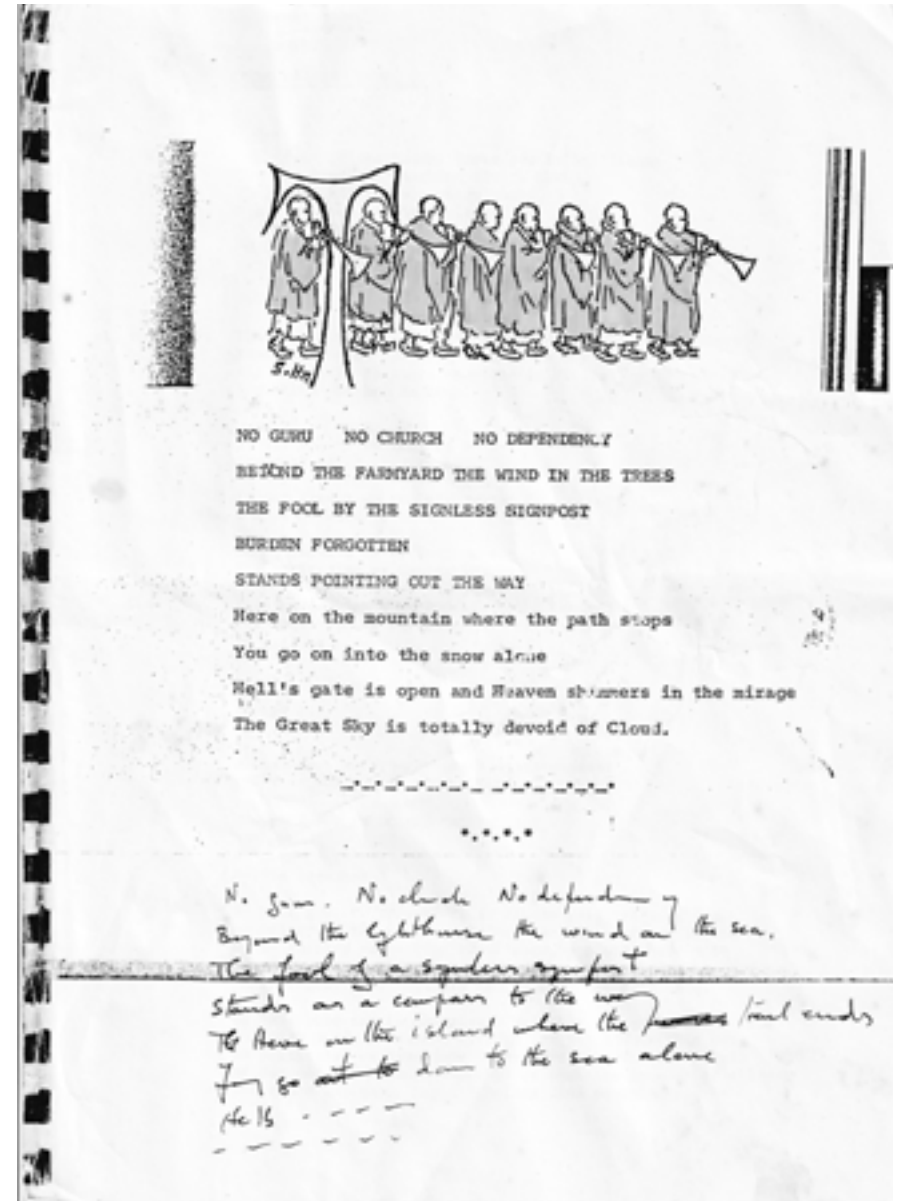 NO GURU NO CHURCH NO DEPENDENCY
BEYOND THE FARMYARD THE WIND IN THE TREES
THE FOOL BY THE SIGNLESS SIGNPOST
BURDEN FORGOTTEN
STANDS POINTING OUT THE WAY
Here on the mountain where the path stops
You go on into the snow alone
Hell's gate is open and Heaven shimmers in the mirage
The Great Sky is totally devoid of Cloud.
No guru. No church No dependency
Beyond the lighthouse the wind on the sea.
The fool a signless signpost
stands as a compass to the way
Here on the island where the trail ends
go down to the sea alone
Hells